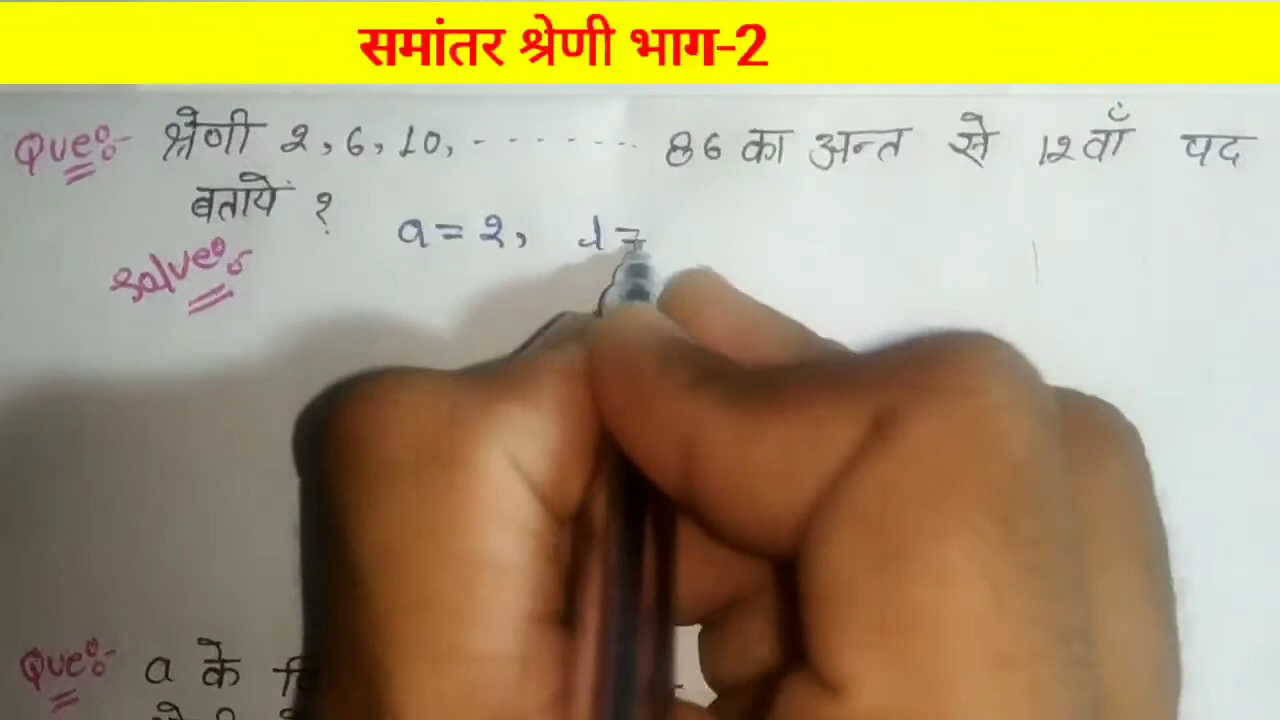 समांतर श्रेणी भाग-2
Que:- श्रेणी 2, 6, 10, - - - - - - - - 86 का अन्त से 12वाँ पद
बतायें ?
Solve:
a = 2, d =
Que:- a के